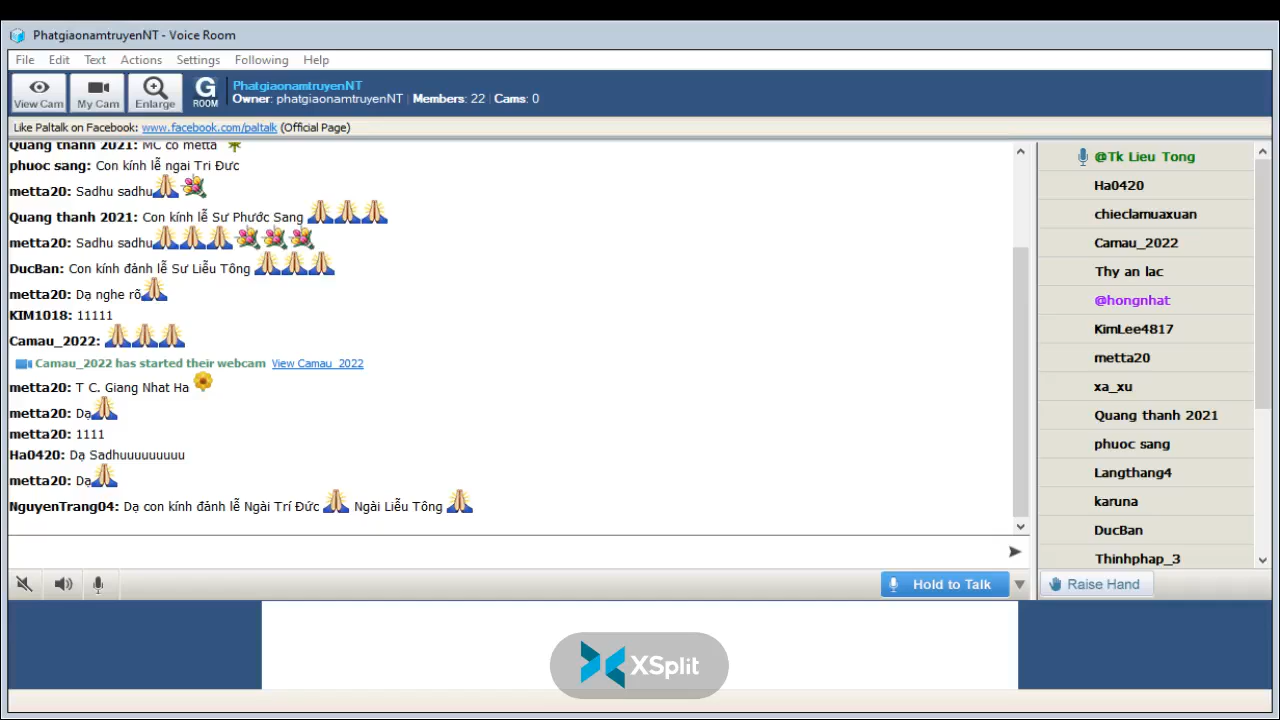 PhatgiaonamtruyenNT - Voice Room
File Edit Text Actions Settings Following Help
View Cam My Cam Enlarge G ROOM
PhatgiaonamtruyenNT
Owner: phatgiaonamtruyenNT | Members: 22 | Cams: 0
Like Paltalk on Facebook: www.facebook.com/paltalk (Official Page)
Quang thanh 2021: MC cô metta
phuoc sang: Con kính lễ ngai Tri Đưc
metta20: Sadhu sadhu
Quang thanh 2021: Con kính lễ Sư Phước Sang
metta20: Sadhu sadhu
DucBan: Con kính đảnh lễ Sư Liễu Tông
metta20: Dạ nghe rõ
KIM1018: 11111
Camau_2022:
Camau_2022 has started their webcam View Camau_2022
metta20: T C. Giang Nhat Ha
metta20: Dạ
metta20: 1111
Ha0420: Dạ Sadhuuuuuuuuu
metta20: Dạ
NguyenTrang04: Dạ con kính đảnh lễ Ngài Trí Đức Ngài Liễu Tông
@Tk Lieu Tong
Ha0420
chieclamuaxuan
Camau_2022
Thy an lac
@hongnhat
KimLee4817
metta20
xa_xu
Quang thanh 2021
phuoc sang
Langthang4
karuna
DucBan
Thinhphap_3
Hold to Talk
Raise Hand
XSplit